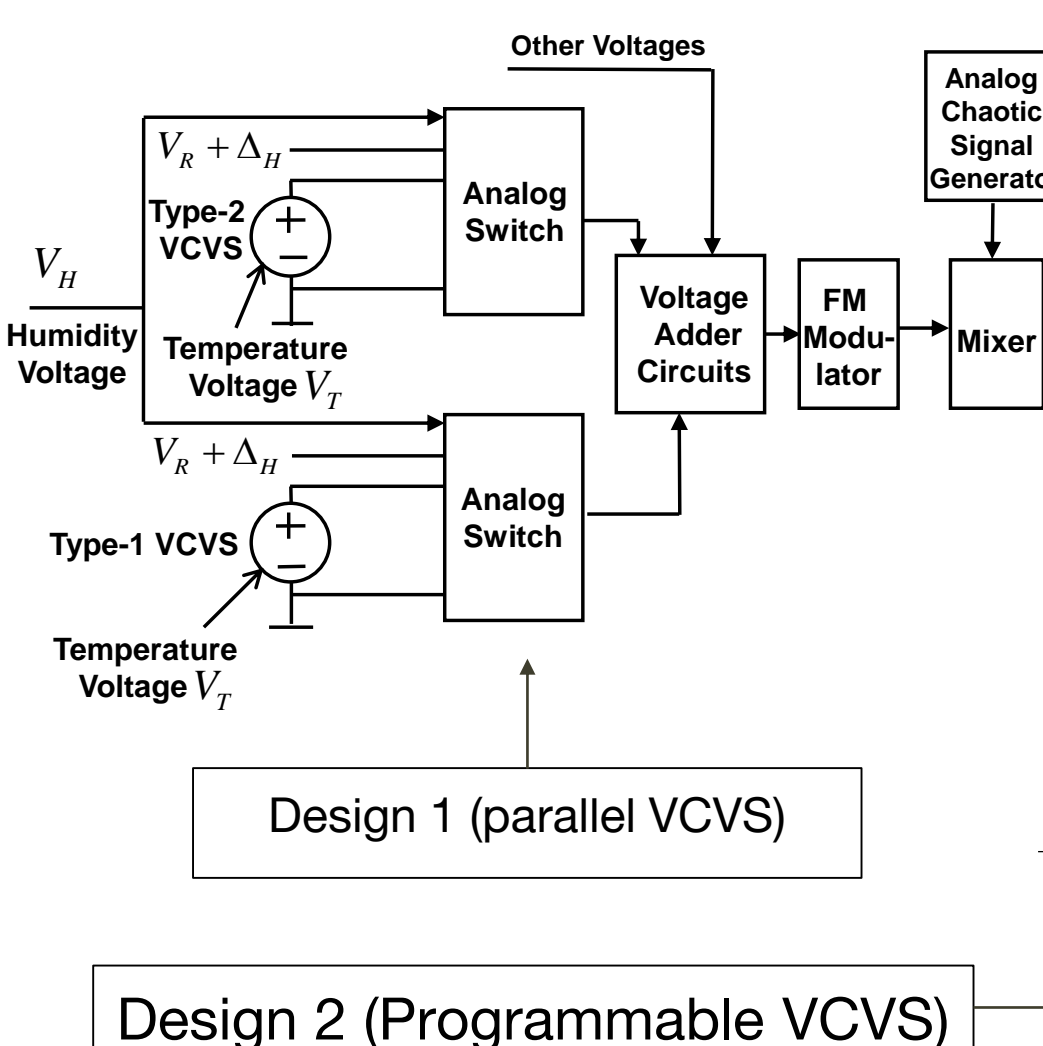 Other Voltages
Analog
Chaotic
Signal
Generato
V_R + Δ_H
Type-2
VCVS
Analog
Switch
V_H
Humidity
Voltage
Temperature
Voltage V_T
Voltage
Adder
Circuits
FM
Modu-
lator
Mixer
V_R + Δ_H
Type-1 VCVS
Analog
Switch
Temperature
Voltage V_T
Design 1 (parallel VCVS)
Design 2 (Programmable VCVS)